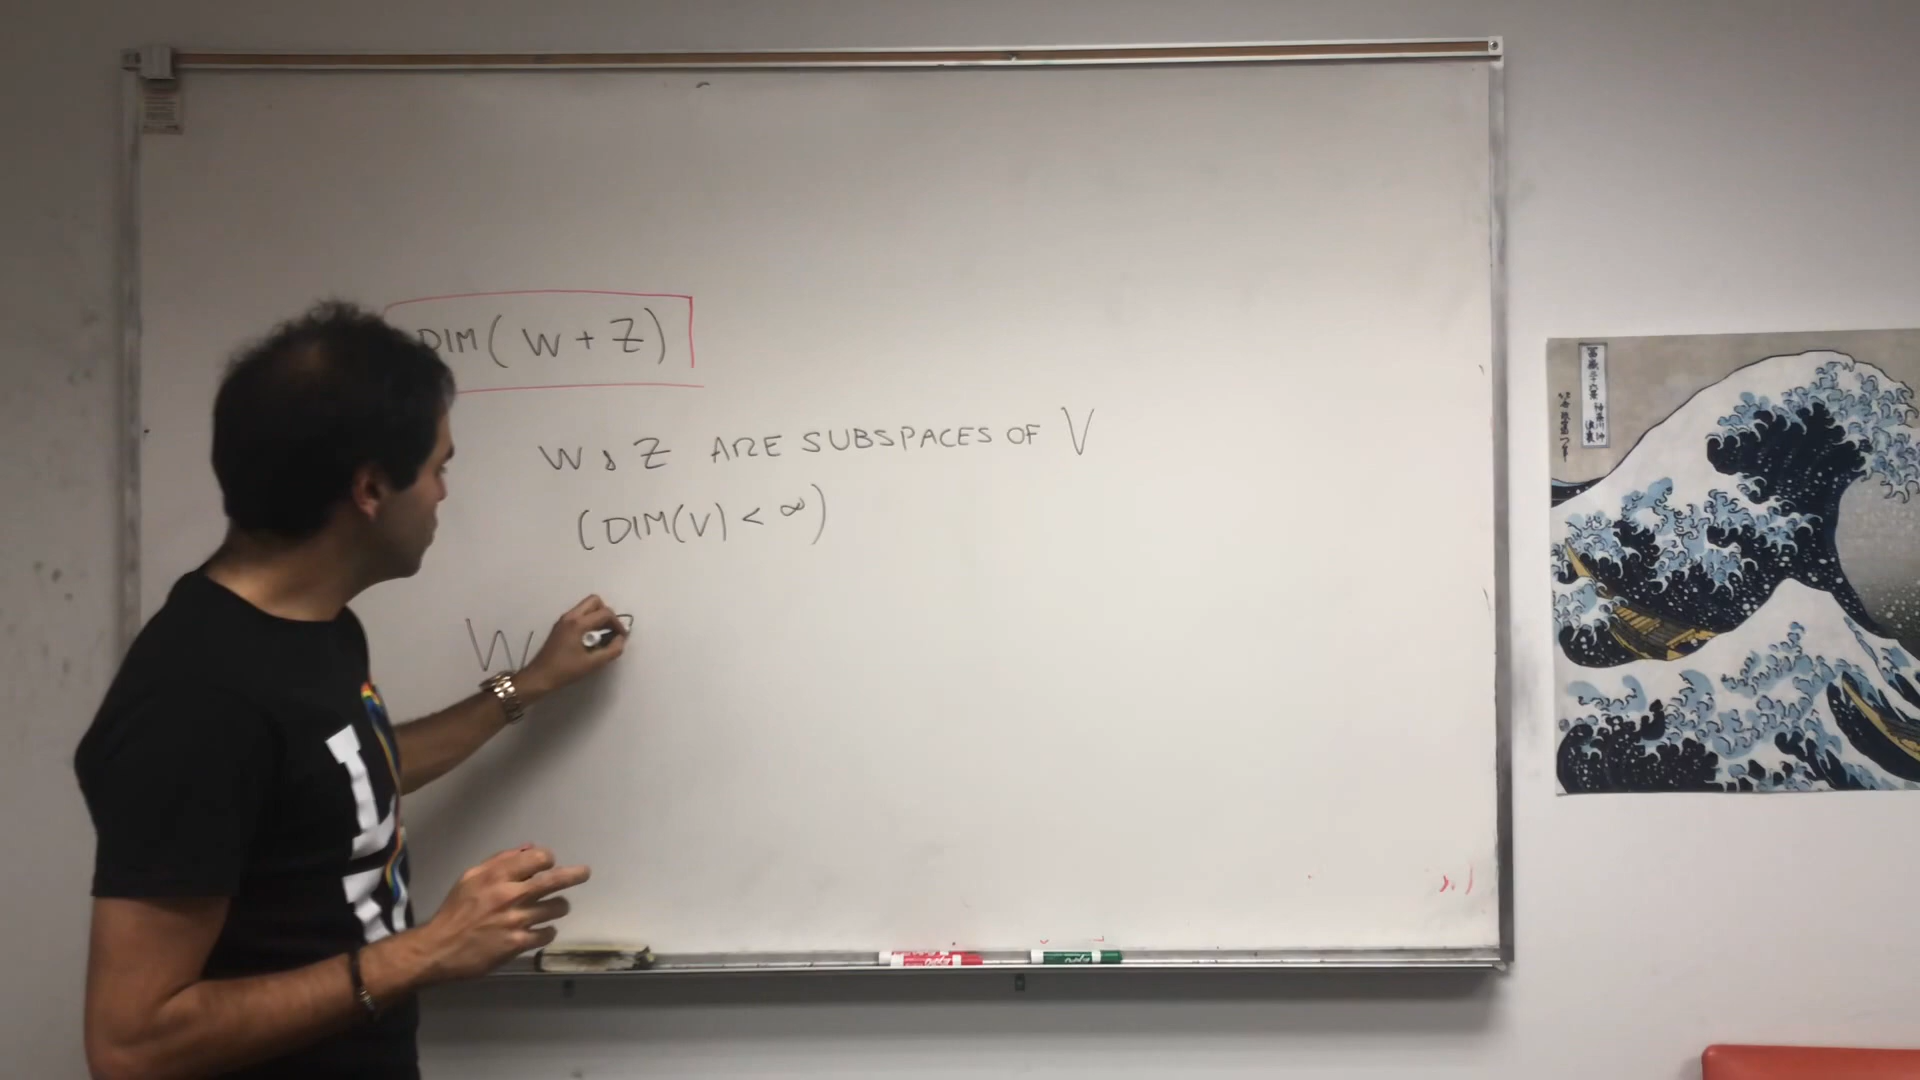 DIM(W+Z)
W & Z ARE SUBSPACES OF V
(DIM(V) < ∞)
W